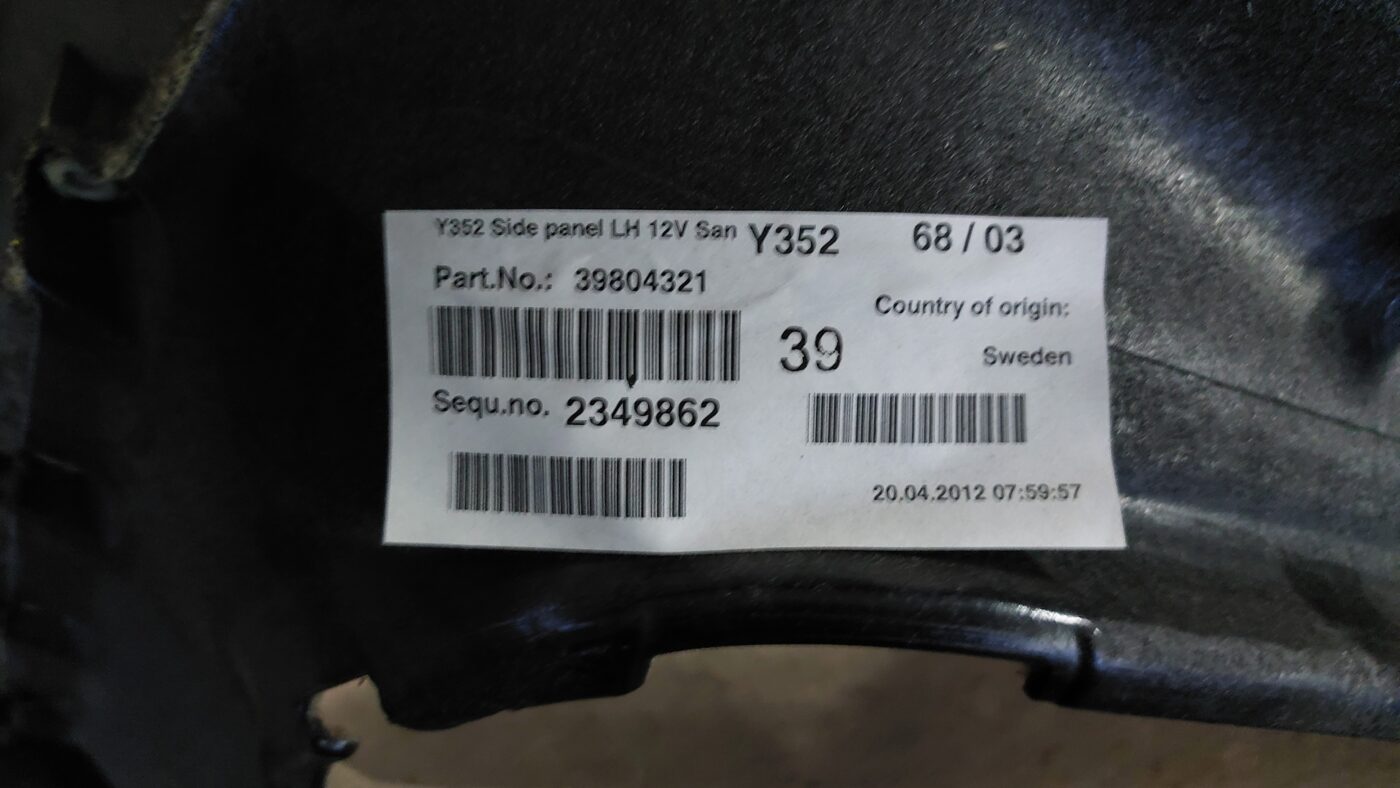 Y352 Side panel LH 12V San Y352 68 / 03
Part.No.: 39804321
Country of origin:
39
Sweden
Sequ.no. 2349862
20.04.2012 07:59:57